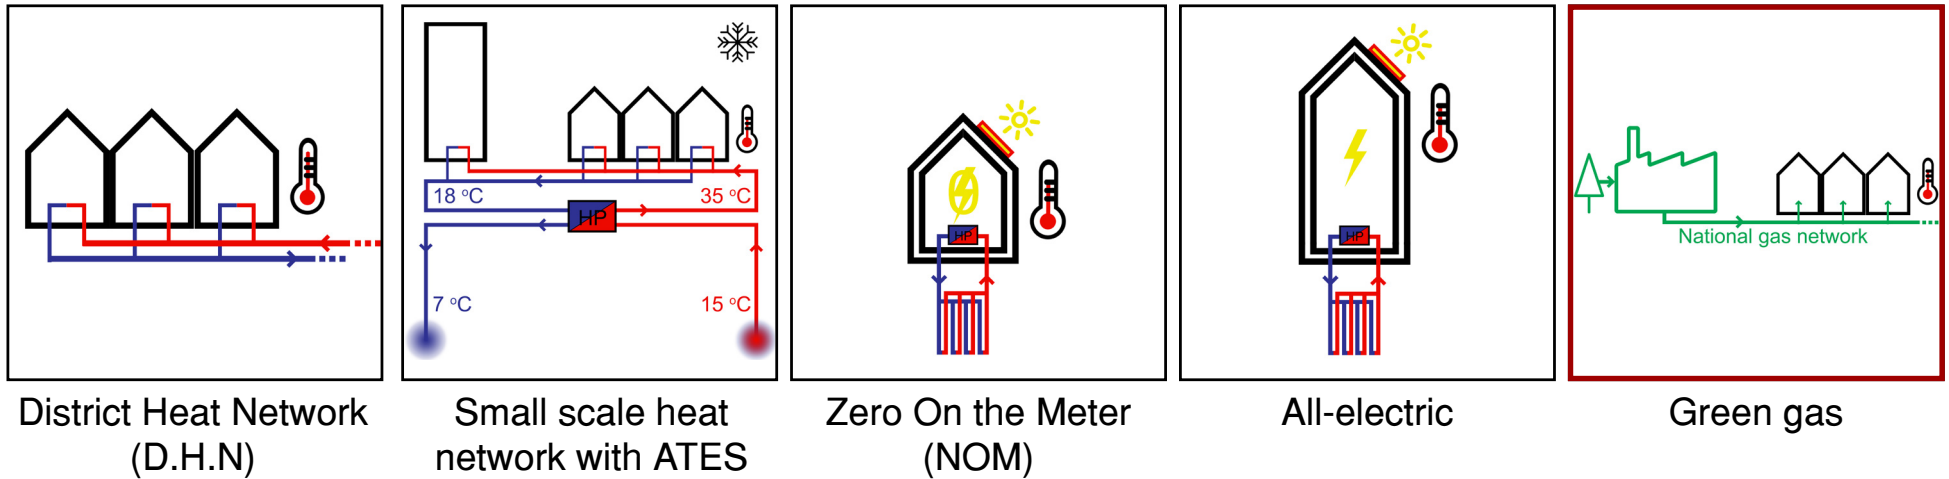 18 °C
35 °C
HP
7 °C
15 °C
HP
HP
National gas network
District Heat Network
(D.H.N)
Small scale heat
network with ATES
Zero On the Meter
(NOM)
All-electric
Green gas